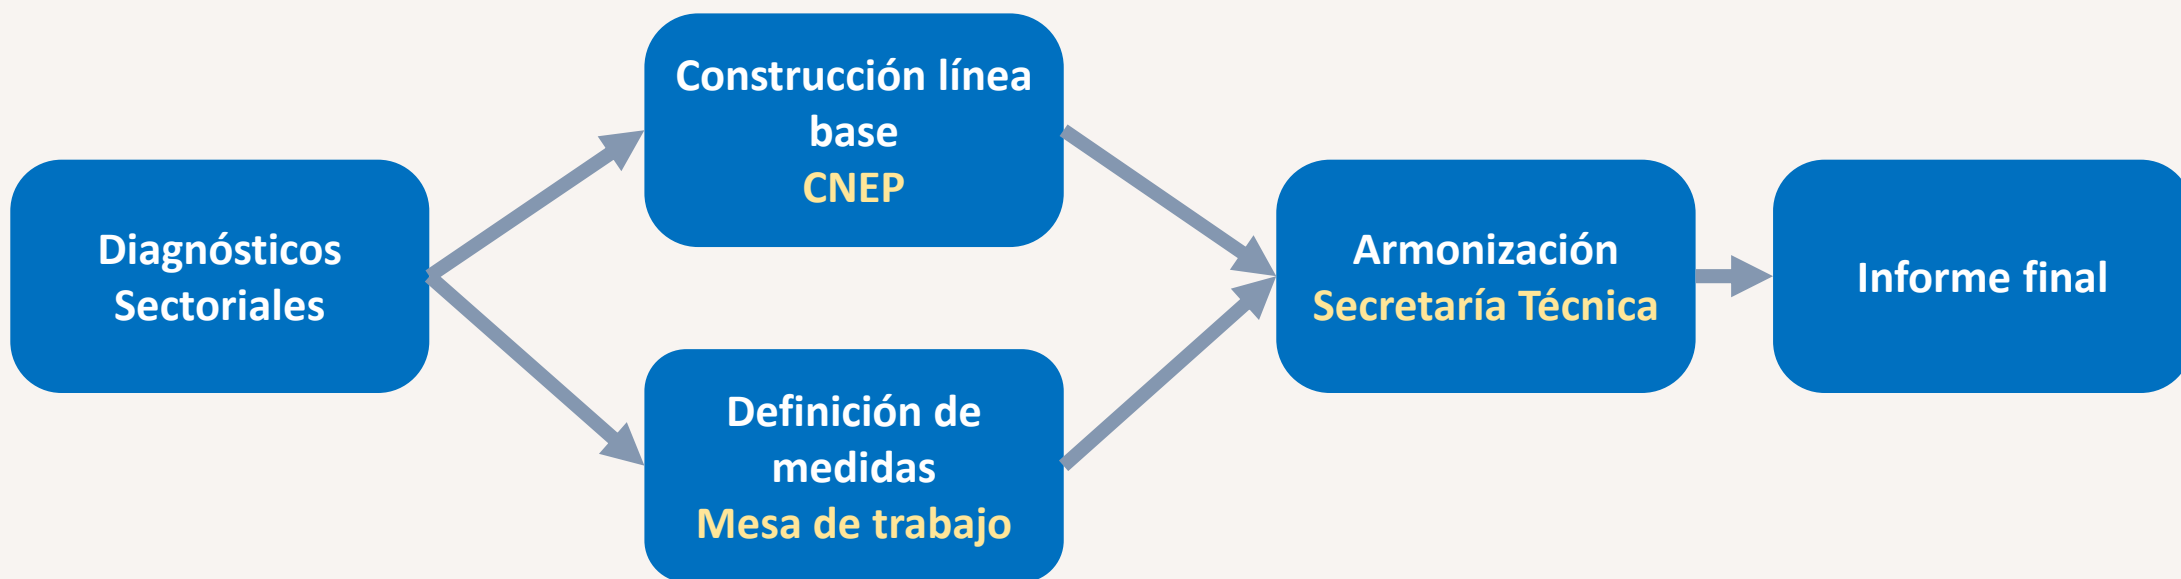 Diagnósticos
Sectoriales
Construcción línea
base
CNEP
Definición de
medidas
Mesa de trabajo
Armonización
Secretaría Técnica
Informe final